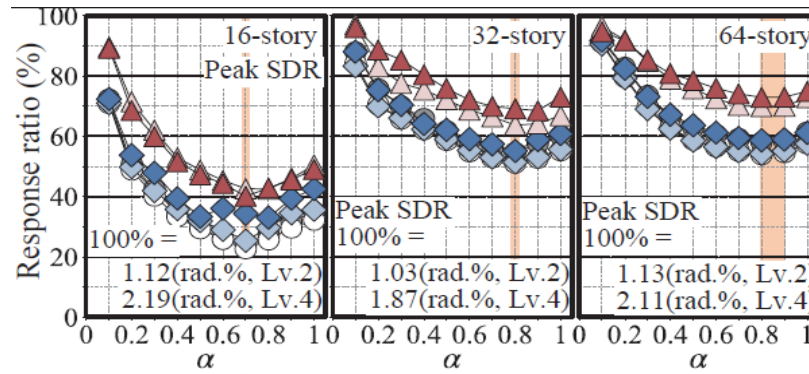 Response ratio (%)
100
80
60
40
20
0
16-story
Peak SDR
100% =
1.12(rad.%, Lv.2)
2.19(rad.%, Lv.4)
32-story
Peak SDR
100% =
1.03(rad.%, Lv.2)
1.87(rad.%, Lv.4)
64-story
Peak SDR
100% =
1.13(rad.%, Lv.2)
2.11(rad.%, Lv.4)
0 0.2 0.4 0.6 0.8 1 0 0.2 0.4 0.6 0.8 1 0 0.2 0.4 0.6 0.8 1
α α α